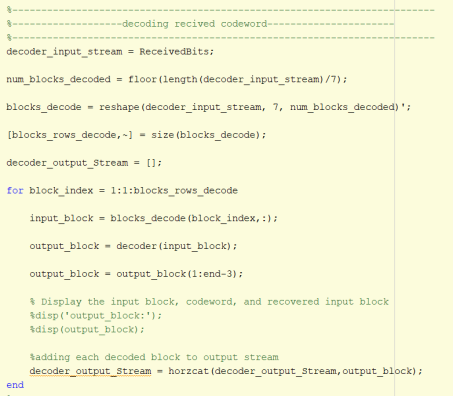 %-------------------------------------------------------------------------
%-------------------decoding recived codeword----------------------
%-------------------------------------------------------------------------
decoder_input_stream = ReceivedBits;
num_blocks_decoded = floor(length(decoder_input_stream)/7);
blocks_decode = reshape(decoder_input_stream, 7, num_blocks_decoded)';
[blocks_rows_decode,~] = size(blocks_decode);
decoder_output_Stream = [];
for block_index = 1:1:blocks_rows_decode
input_block = blocks_decode(block_index,:);
output_block = decoder(input_block);
output_block = output_block(1:end-3);
% Display the input block, codeword, and recovered input block
%disp('output_block:');
%disp(output_block);
%adding each decoded block to output stream
decoder_output_Stream = horzcat(decoder_output_Stream,output_block);
end